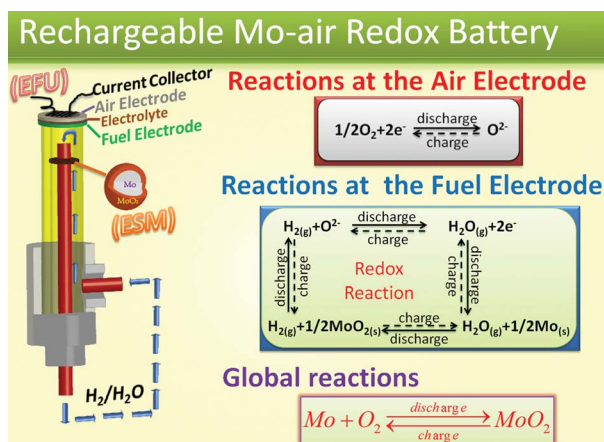 Rechargeable Mo-air Redox Battery
(EFU)
Current Collector
Air Electrode
Electrolyte
Fuel Electrode
Mo
MoO₂
(ESM)
H₂/H₂O
Reactions at the Air Electrode
1/2O₂+2e⁻ discharge charge O²⁻
Reactions at the Fuel Electrode
H₂(g)+O²⁻ discharge charge H₂O(g)+2e⁻
discharge charge
Redox
Reaction
charge discharge
H₂(g)+1/2MoO₂(s) charge discharge H₂O(g)+1/2Mo(s)
Global reactions
Mo + O₂ discharge charge MoO₂